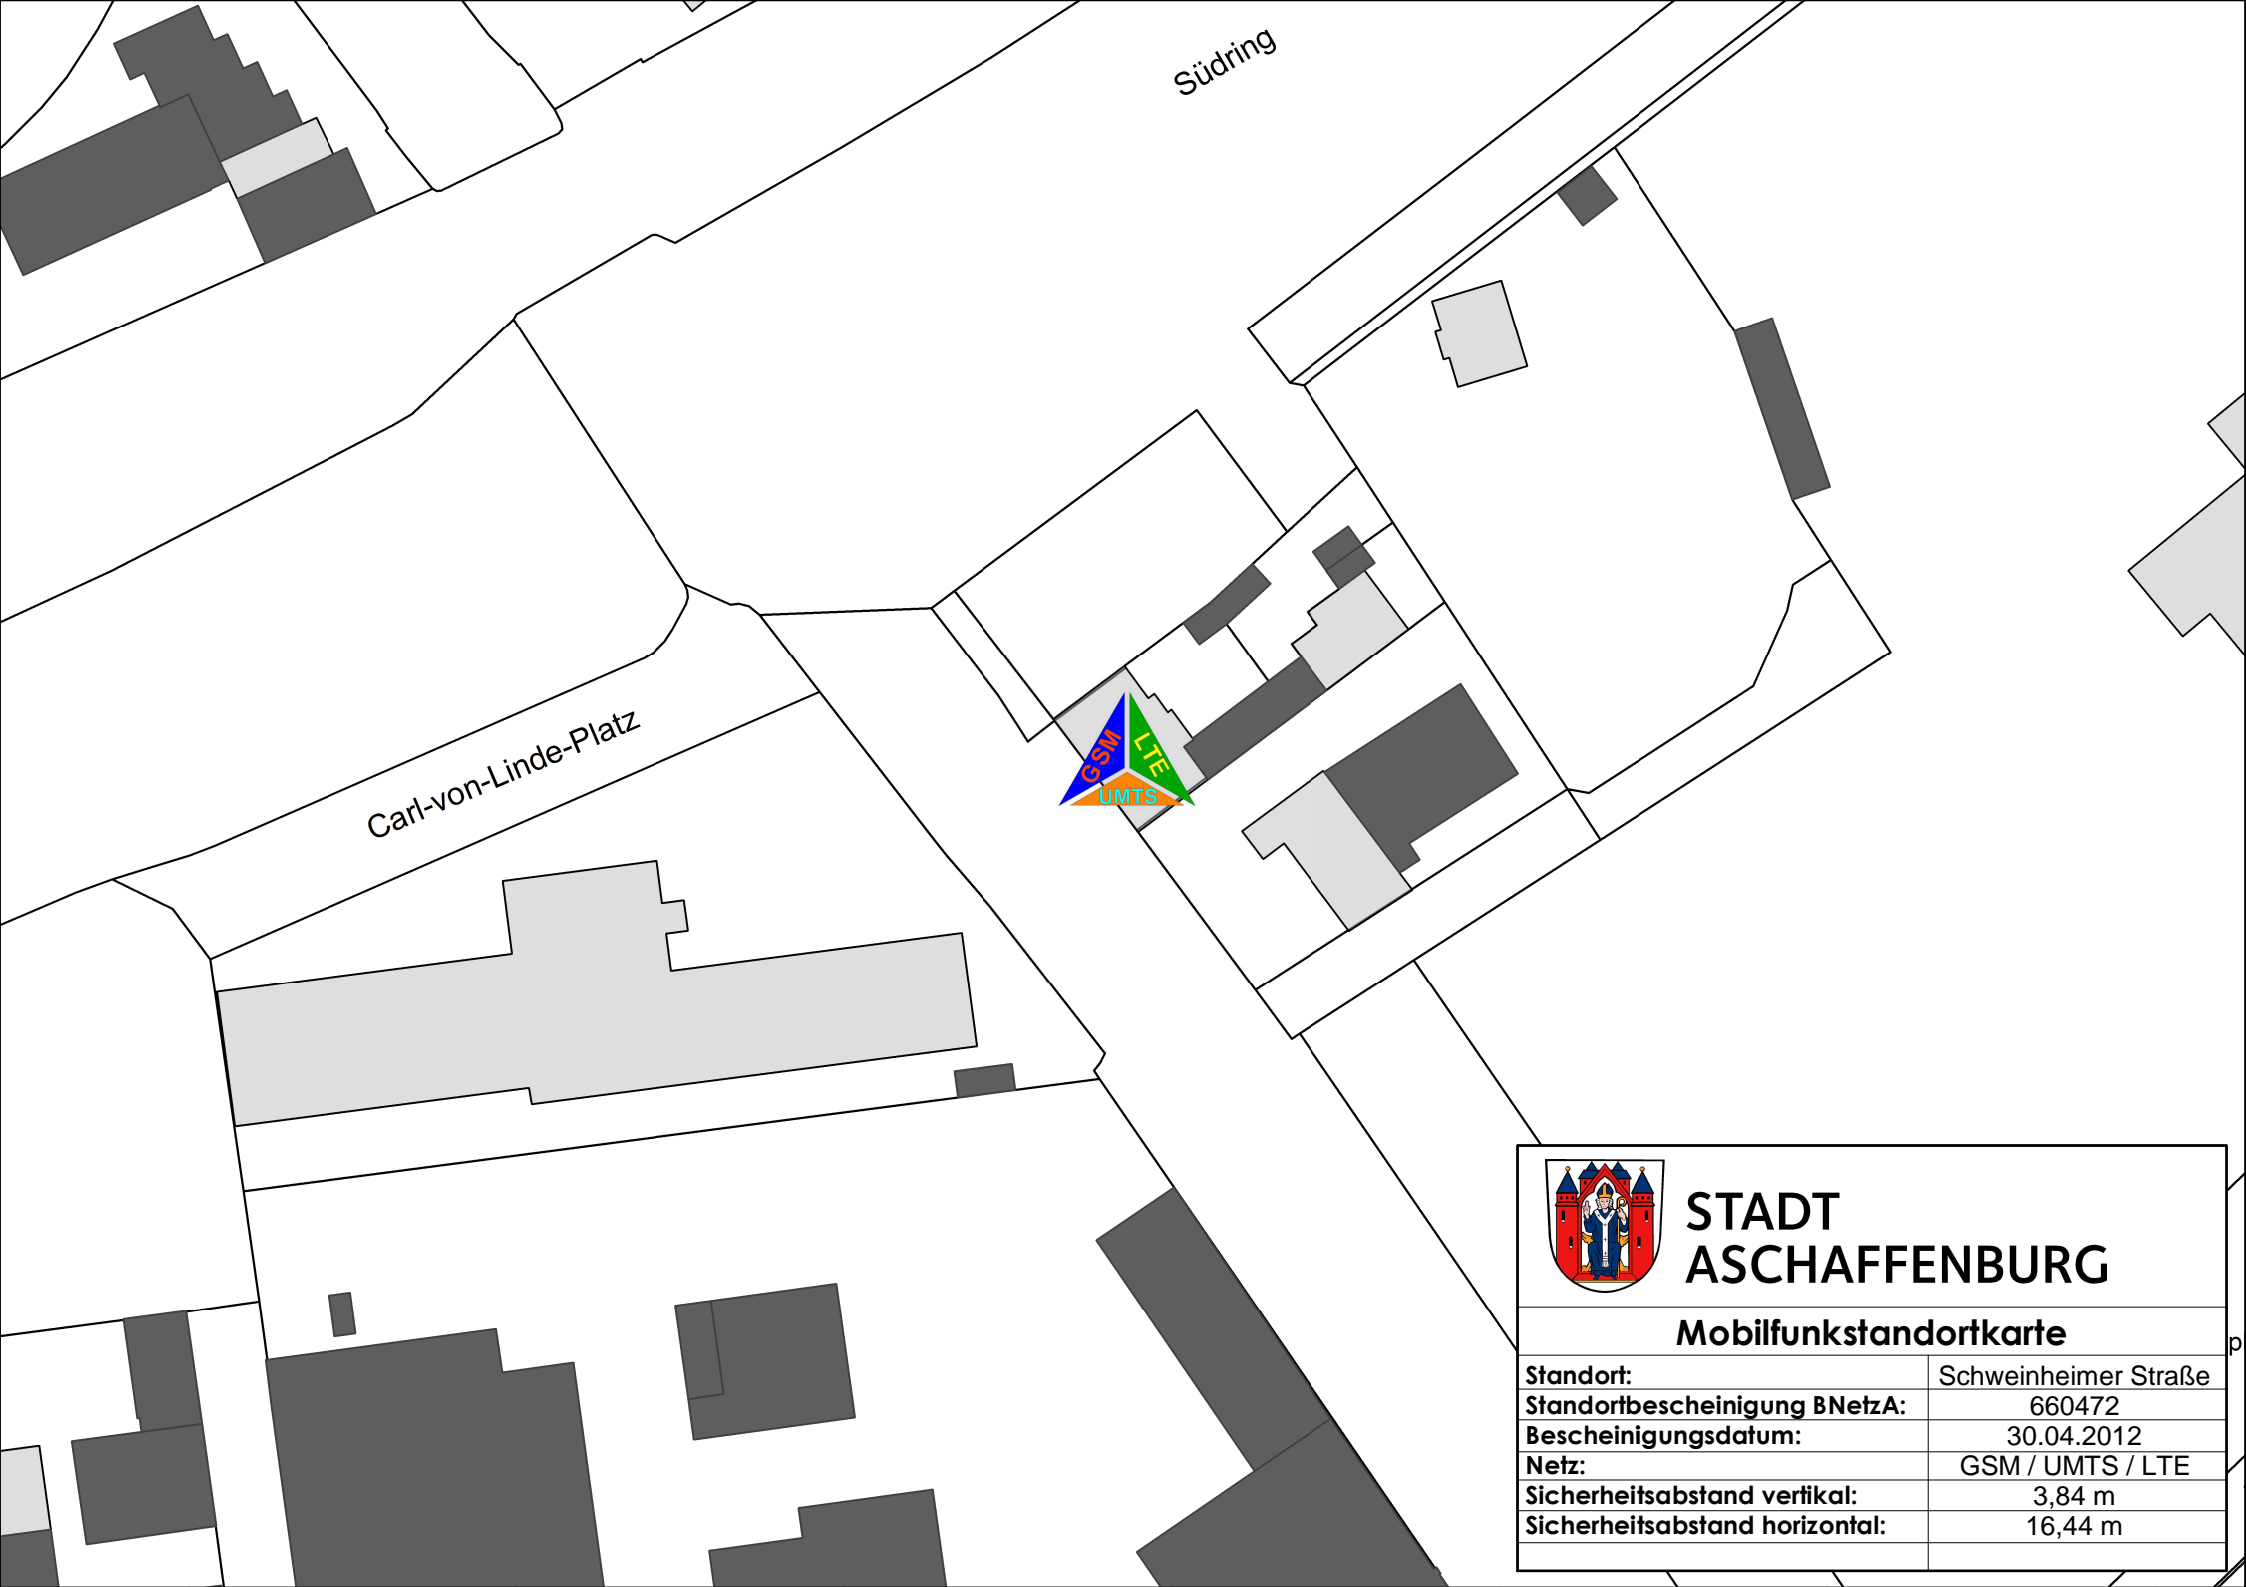 Südring
Carl-von-Linde-Platz
GSM
LTE
UMTS
STADT
ASCHAFFENBURG
Mobilfunkstandortkarte
p
Standort: Schweinheimer Straße
Standortbescheinigung BNetzA: 660472
Bescheinigungsdatum: 30.04.2012
Netz: GSM / UMTS / LTE
Sicherheitsabstand vertikal: 3,84 m
Sicherheitsabstand horizontal: 16,44 m